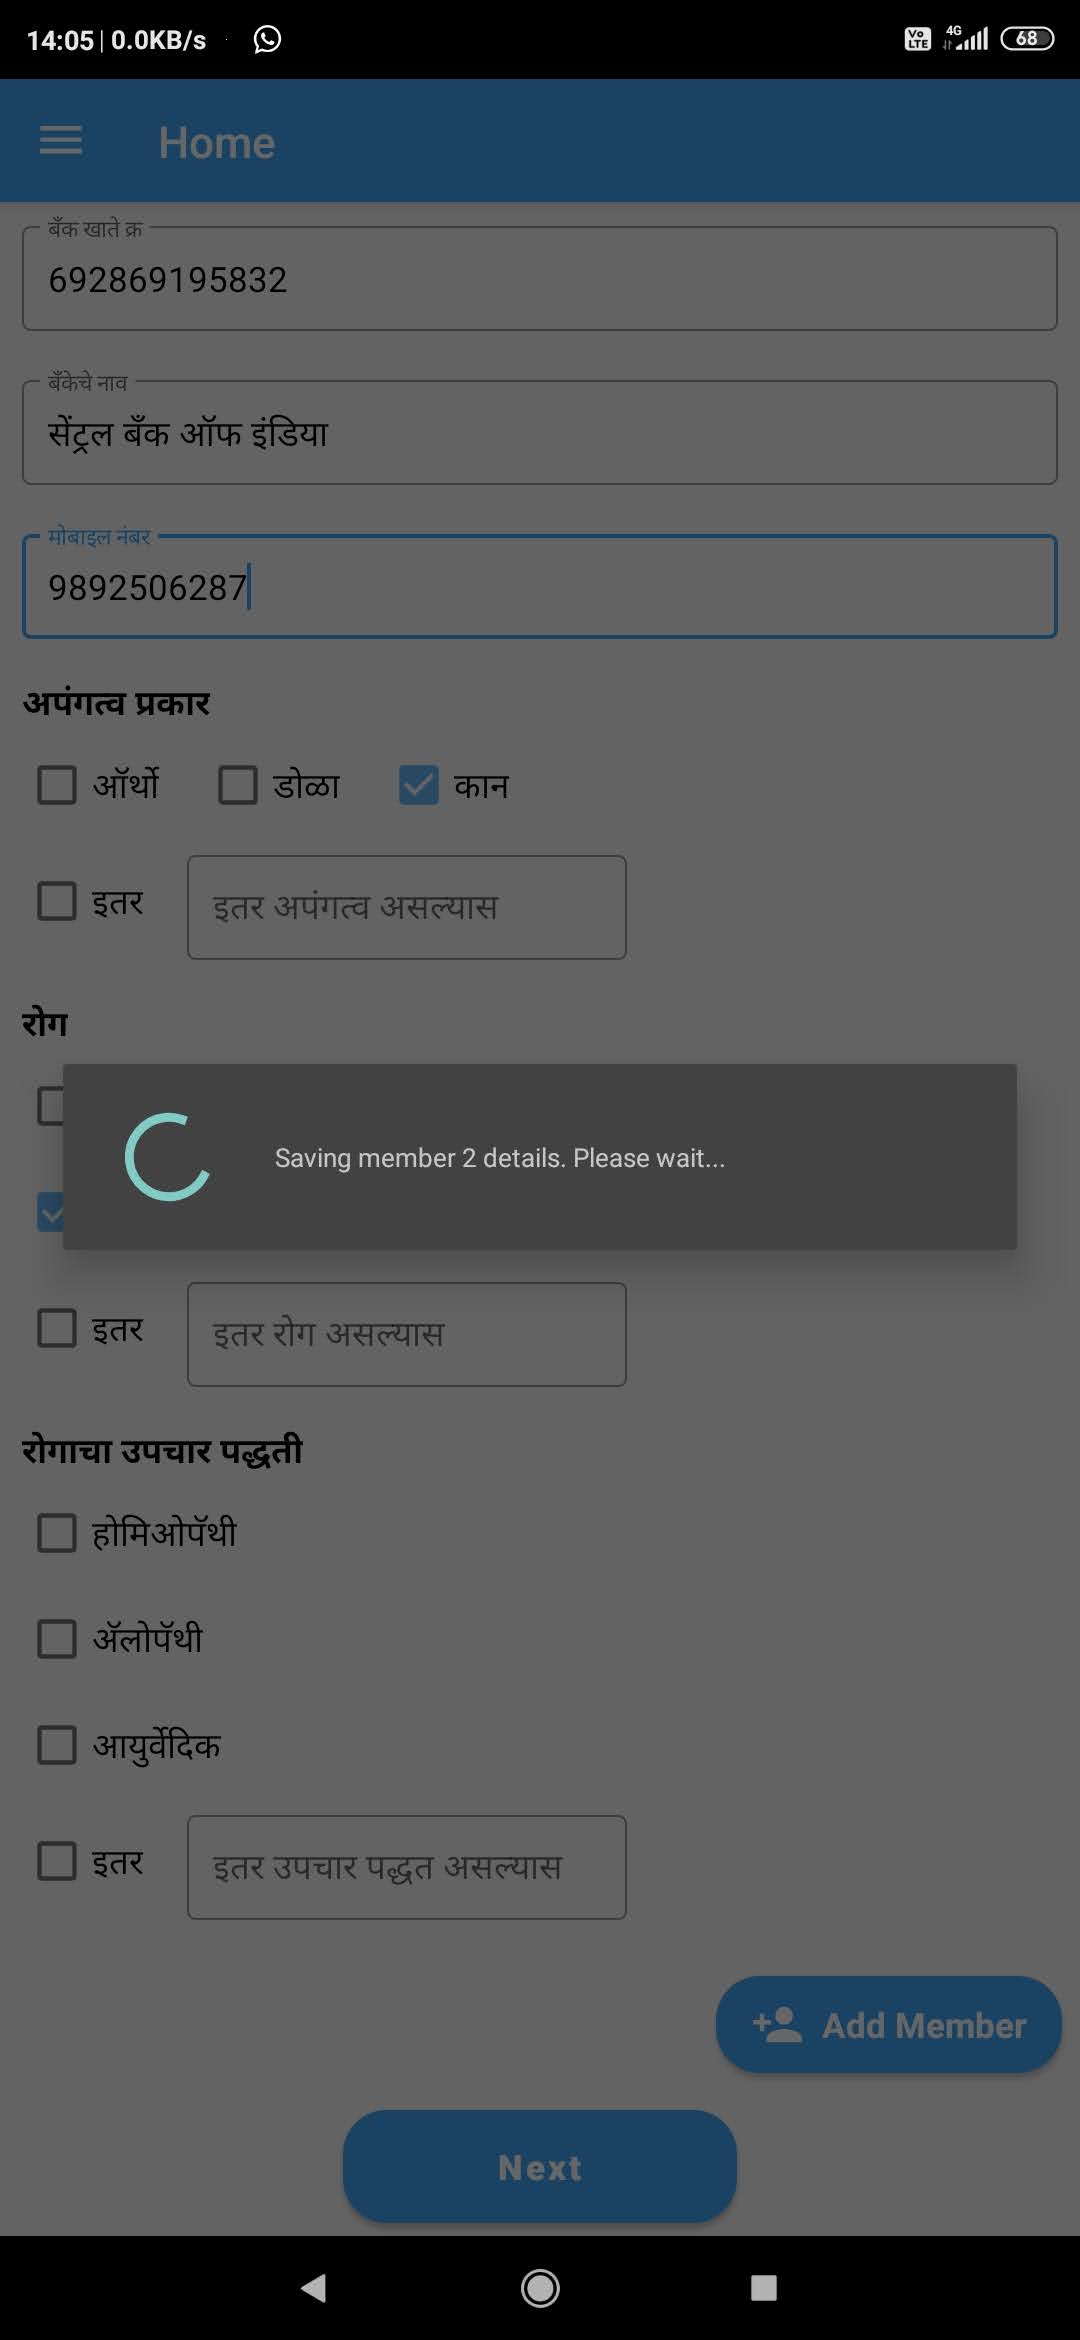 14:05 | 0.0KB/s
Vo LTE 4G 68
Home
बँक खाते क्र
692869195832
बँकेचे नाव
सेंट्रल बँक ऑफ इंडिया
मोबाइल नंबर
9892506287
अपंगत्व प्रकार
ऑर्थो डोळा कान
इतर इतर अपंगत्व असल्यास
रोग
Saving member 2 details. Please wait...
इतर इतर रोग असल्यास
रोगाचा उपचार पद्धती
होमिओपॅथी
ॲलोपॅथी
आयुर्वेदिक
इतर इतर उपचार पद्धत असल्यास
Add Member
Next